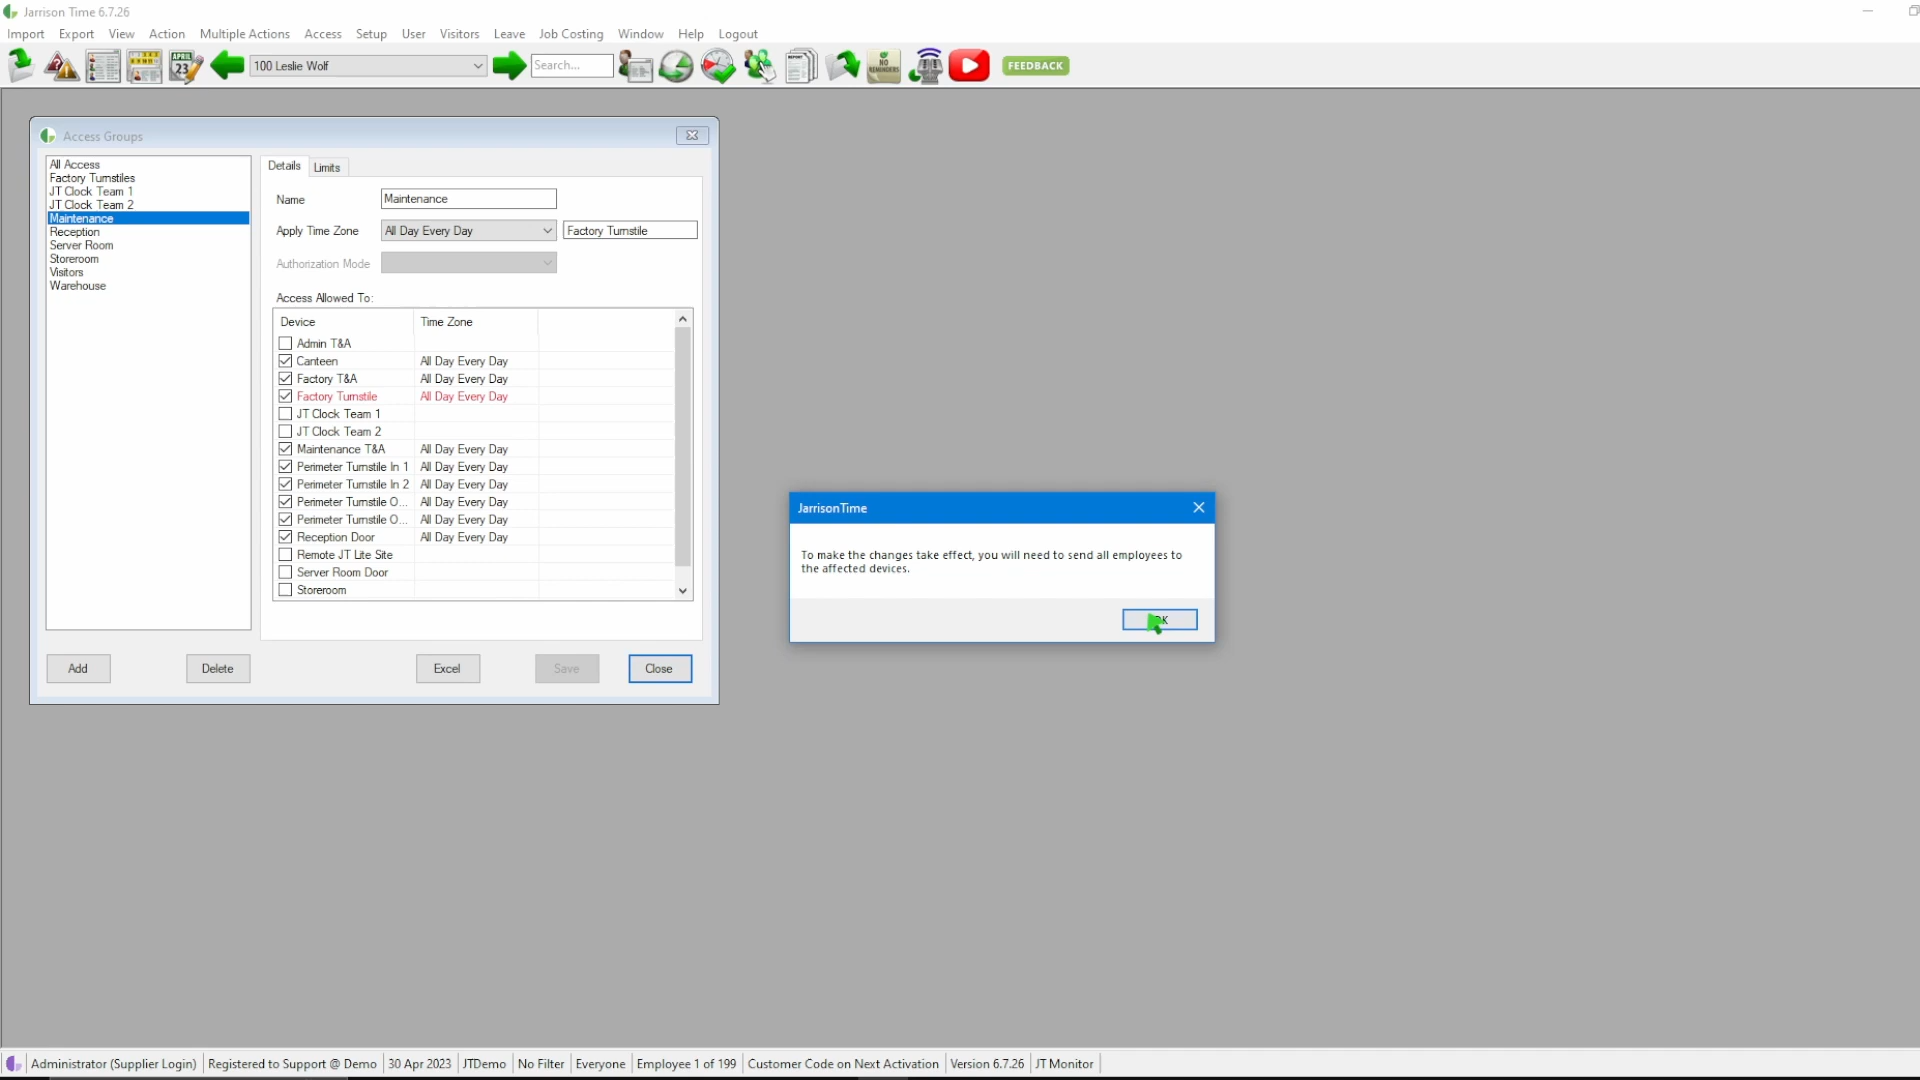 Jarrison Time 6.7.26
Import Export View Action Multiple Actions Access Setup User Visitors Leave Job Costing Window Help Logout
APRIL 23 100 Leslie Wolf Search... REPORT NO REMINDERS FEEDBACK
Access Groups
All Access
Factory Turnstiles
JT Clock Team 1
JT Clock Team 2
Maintenance
Reception
Server Room
Storeroom
Visitors
Warehouse
Details Limits
Name Maintenance
Apply Time Zone All Day Every Day Factory Turnstile
Authorization Mode
Access Allowed To:
Device Time Zone
Admin T&A
Canteen All Day Every Day
Factory T&A All Day Every Day
Factory Turnstile All Day Every Day
JT Clock Team 1
JT Clock Team 2
Maintenance T&A All Day Every Day
Perimeter Turnstile In 1 All Day Every Day
Perimeter Turnstile In 2 All Day Every Day
Perimeter Turnstile O... All Day Every Day
Perimeter Turnstile O... All Day Every Day
Reception Door All Day Every Day
Remote JT Lite Site
Server Room Door
Storeroom
Add Delete Excel Save Close
JarrisonTime
To make the changes take effect, you will need to send all employees to
the affected devices.
OK
Administrator (Supplier Login) Registered to Support @ Demo 30 Apr 2023 JTDemo No Filter Everyone Employee 1 of 199 Customer Code on Next Activation Version 6.7.26 JT Monitor